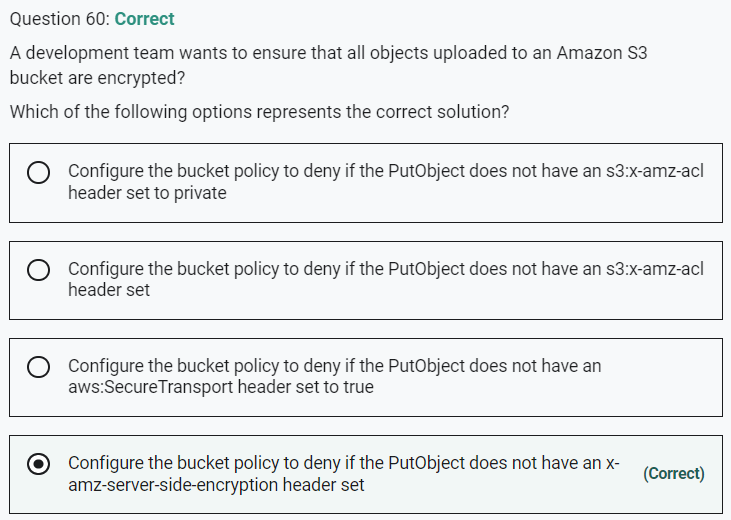 Question 60: Correct
A development team wants to ensure that all objects uploaded to an Amazon S3
bucket are encrypted?
Which of the following options represents the correct solution?
Configure the bucket policy to deny if the PutObject does not have an s3:x-amz-acl
header set to private
Configure the bucket policy to deny if the PutObject does not have an s3:x-amz-acl
header set
Configure the bucket policy to deny if the PutObject does not have an
aws:SecureTransport header set to true
Configure the bucket policy to deny if the PutObject does not have an x-
amz-server-side-encryption header set
(Correct)